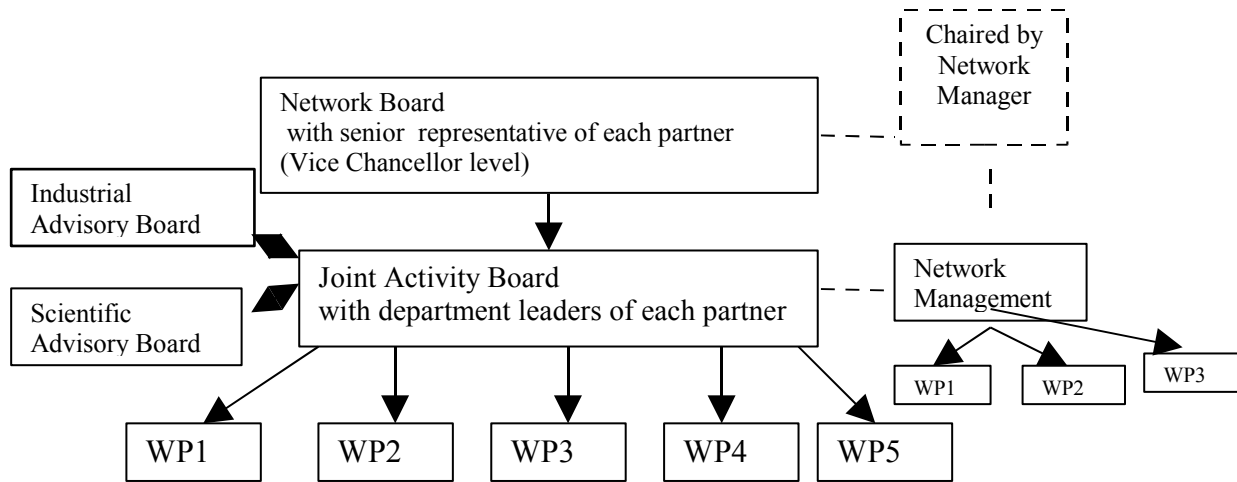 Chaired by
Network
Manager
Network Board
with senior representative of each partner
(Vice Chancellor level)
Industrial
Advisory Board
Joint Activity Board
with department leaders of each partner
Network
Management
Scientific
Advisory Board
WP1
WP2
WP3
WP1
WP2
WP3
WP4
WP5